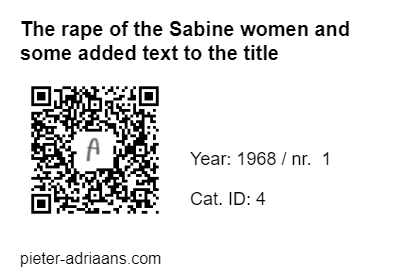 The rape of the Sabine women and
some added text to the title
A
Year: 1968 / nr.  1
Cat. ID: 4
pieter-adriaans.com